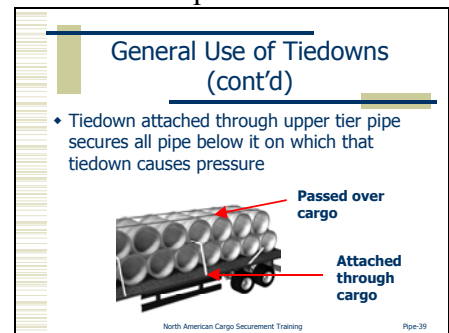 General Use of Tiedowns
(cont’d)
Tiedown attached through upper tier pipe
secures all pipe below it on which that
tiedown causes pressure
Passed over
cargo
Attached
through
cargo
North American Cargo Securement Training
Pipe-39